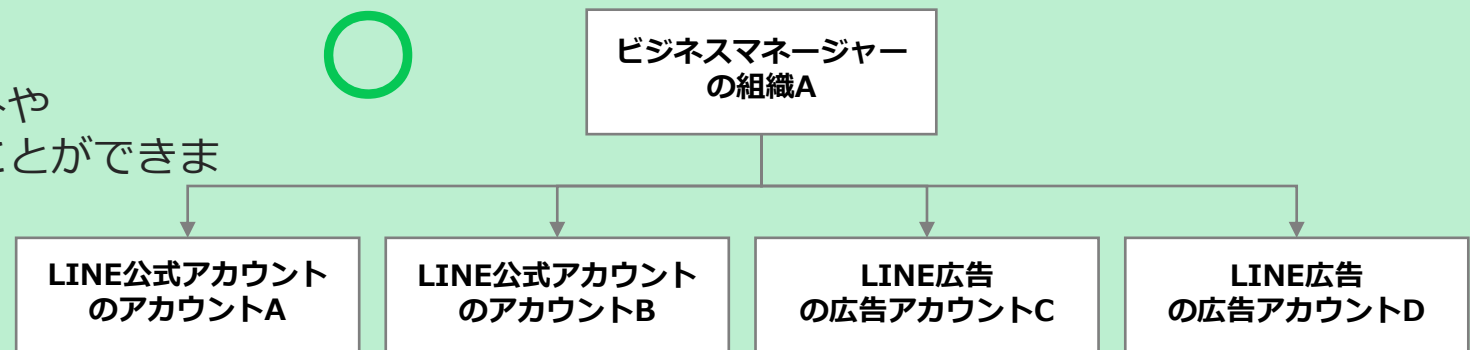 ビジネスマネージャー
の組織A
や
ことができま
LINE公式アカウント
のアカウントA
LINE公式アカウント
のアカウントB
LINE広告
の広告アカウントC
LINE広告
の広告アカウントD